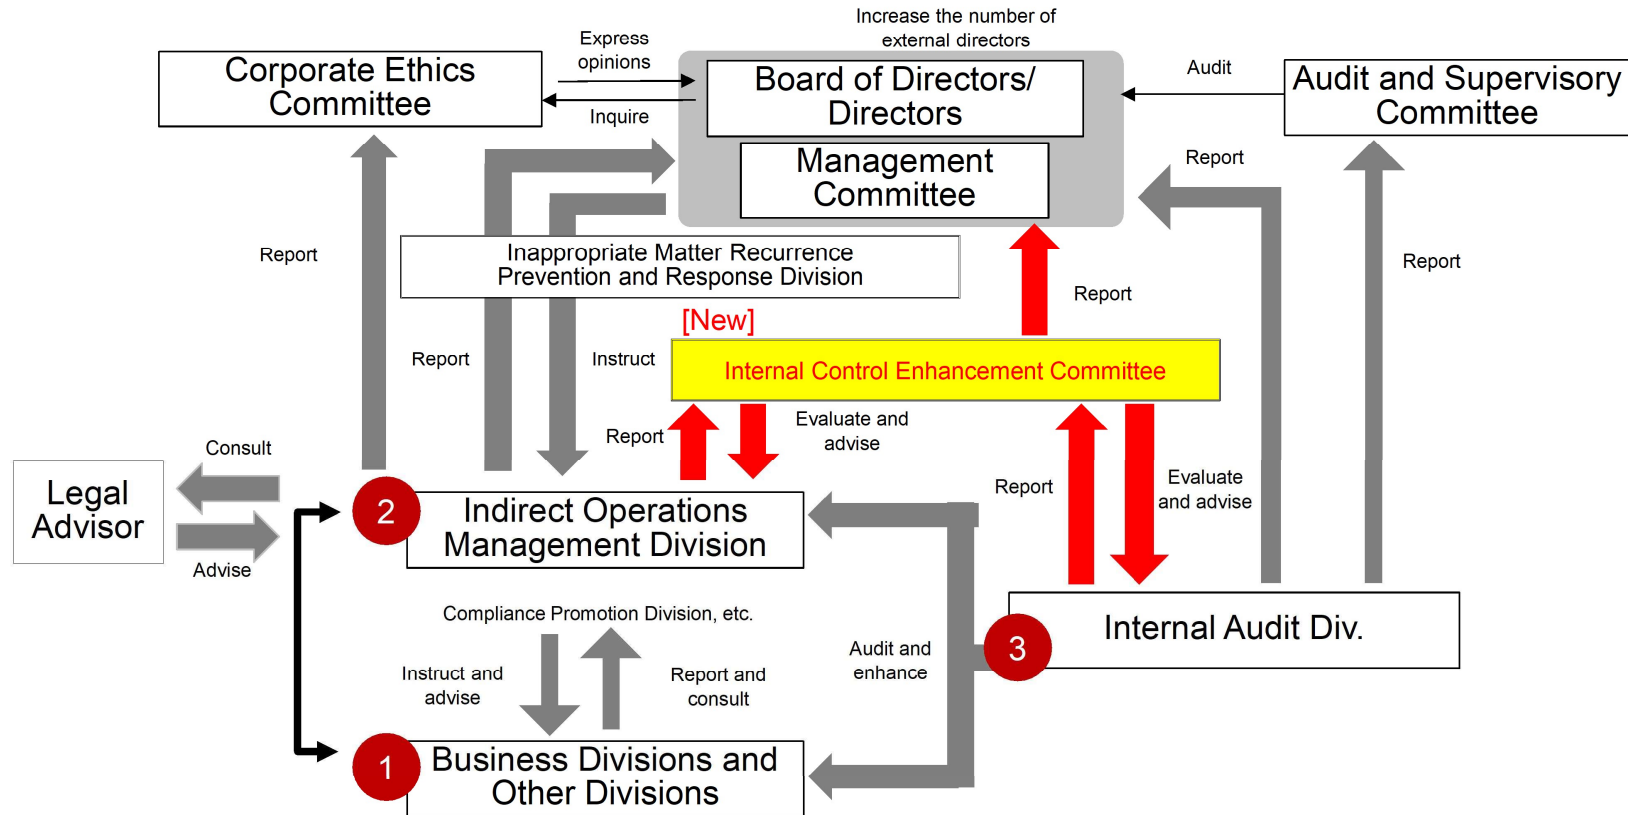 Increase the number of
external directors
Express
opinions
Corporate Ethics
Committee
Board of Directors/
Directors
Audit
Audit and Supervisory
Committee
Inquire
Management
Committee
Report
Report
Inappropriate Matter Recurrence
Prevention and Response Division
Report
Report
[New]
Report
Instruct
Internal Control Enhancement Committee
Report
Evaluate and
advise
Consult
Legal
Advisor
Advise
2
Indirect Operations
Management Division
Report
Evaluate
and advise
Compliance Promotion Division, etc.
Instruct and
advise
Report and
consult
Audit and
enhance
3
Internal Audit Div.
1
Business Divisions and
Other Divisions